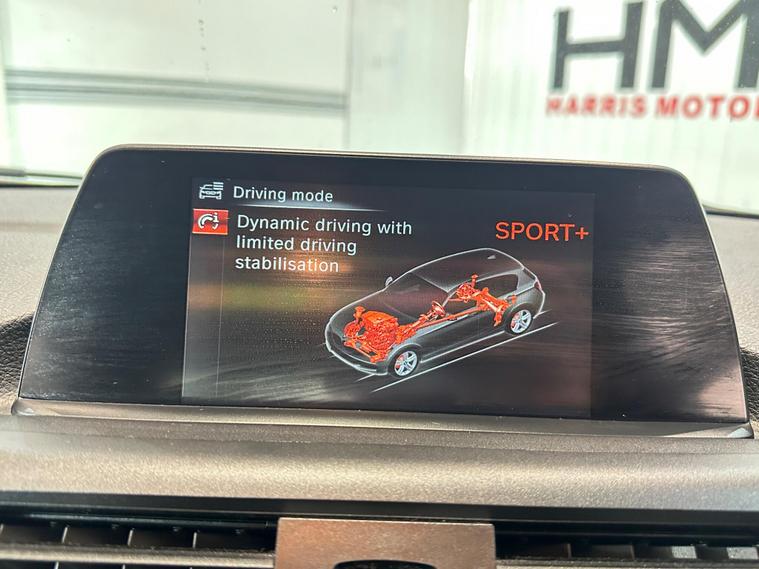 HM
HARRIS MOTO
Driving mode
Dynamic driving with
limited driving
stabilisation
SPORT+